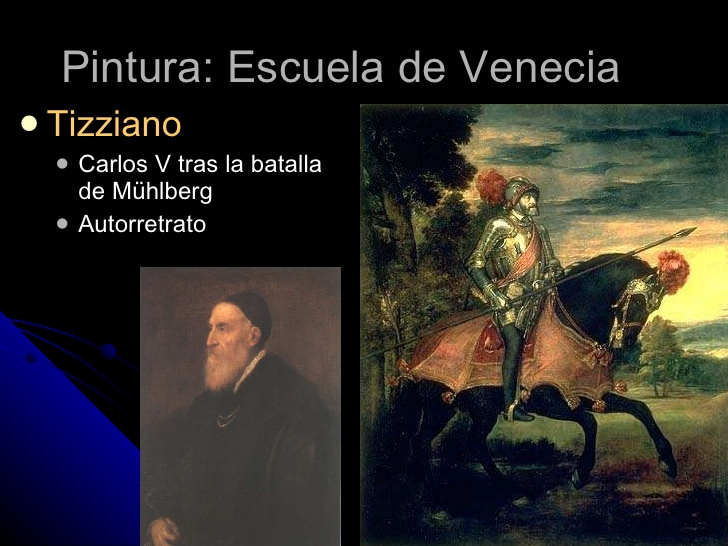 Pintura: Escuela de Venecia
Tizziano
Carlos V tras la batalla
de Mühlberg
Autorretrato